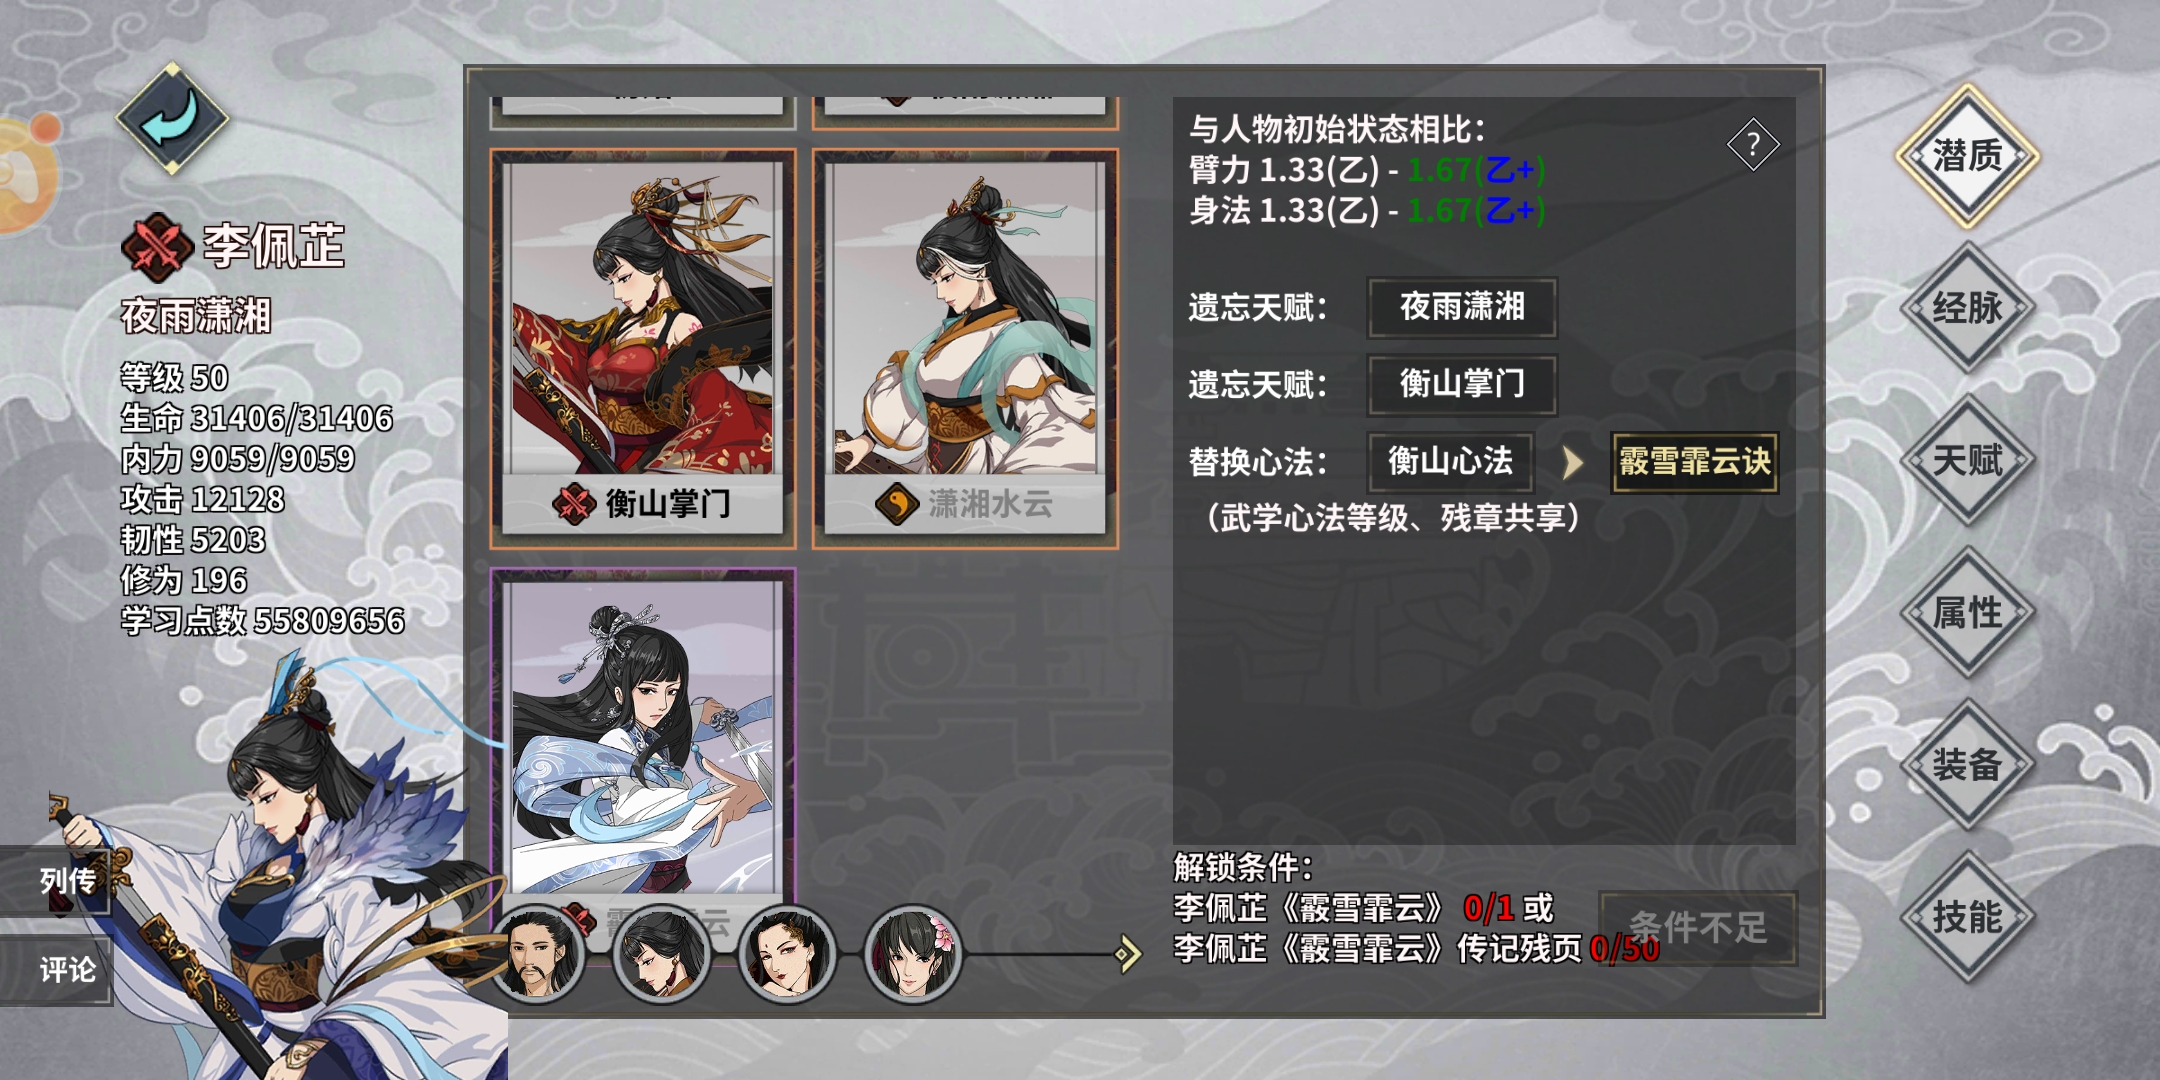 李佩芷
夜雨潇湘
等级 50
生命 31406/31406
内力 9059/9059
攻击 12128
韧性 5203
修为 196
学习点数 55809656
列传
评论
衡山掌门
潇湘水云
云
与人物初始状态相比：
臂力 1.33(乙) - 1.67(乙+)
身法 1.33(乙) - 1.67(乙+)
?
遗忘天赋： 夜雨潇湘
遗忘天赋： 衡山掌门
替换心法： 衡山心法 霰雪霏云诀
（武学心法等级、残章共享）
解锁条件：
李佩芷《霰雪霏云》 0/1 或
李佩芷《霰雪霏云》传记残页 0/50
条件不足
潜质
经脉
天赋
属性
装备
技能